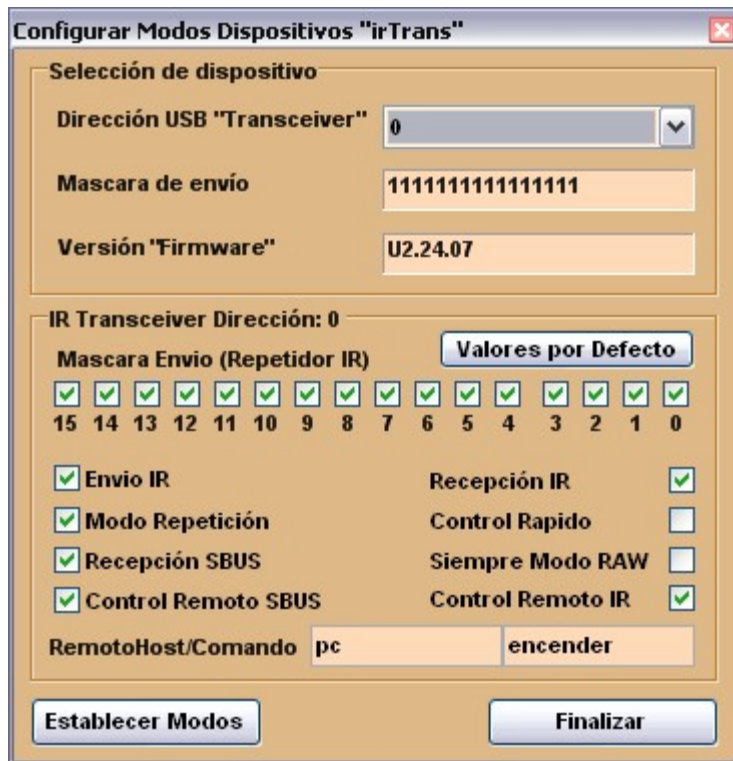 Configurar Modos Dispositivos "irTrans"
Selección de dispositivo
Dirección USB "Transceiver" 0
Mascara de envío 1111111111111111
Versión "Firmware" U2.24.07
IR Transceiver Dirección: 0
Mascara Envio (Repetidor IR) Valores por Defecto
15 14 13 12 11 10 9 8 7 6 5 4 3 2 1 0
Envio IR Recepción IR
Modo Repetición Control Rapido
Recepción SBUS Siempre Modo RAW
Control Remoto SBUS Control Remoto IR
RemotoHost/Comando pc encender
Establecer Modos Finalizar